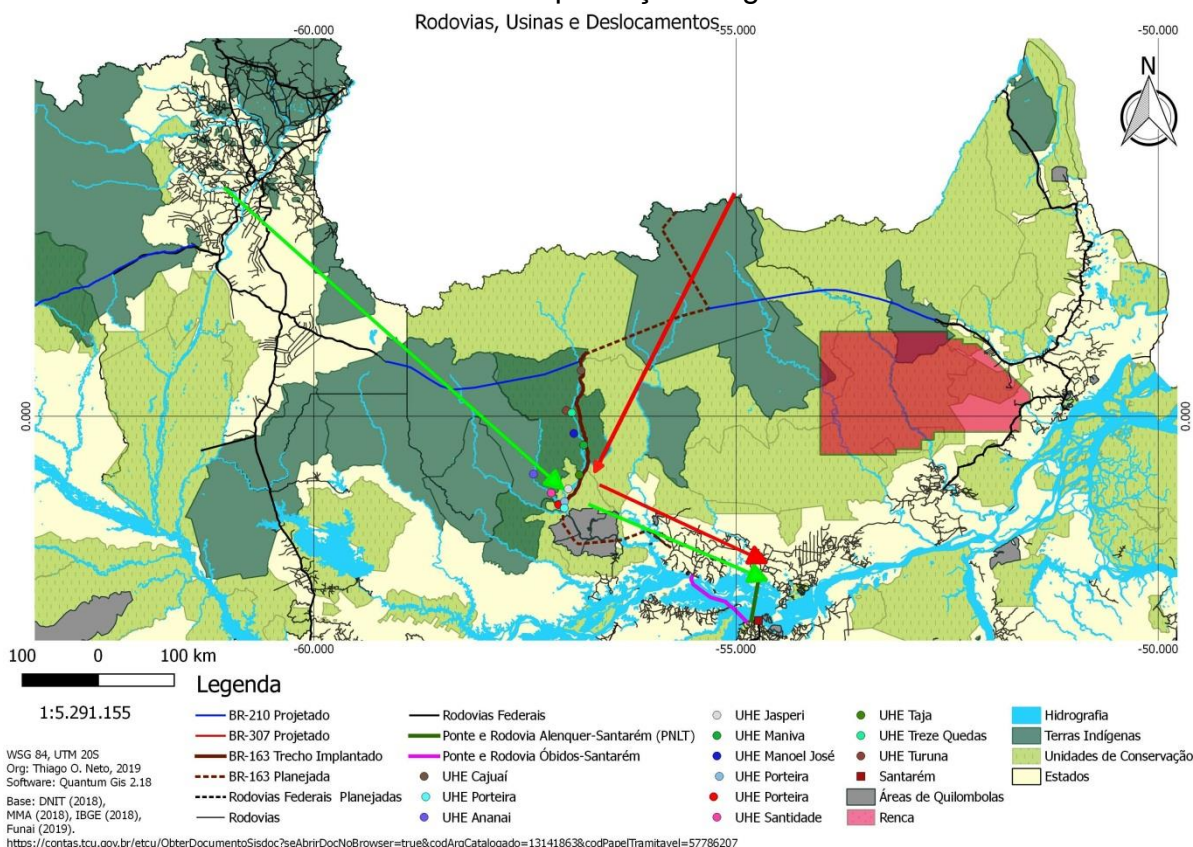 Rodovias, Usinas e Deslocamentos
-60.000
-55.000
-50.000
N
0.000
0.000
-60.000
-55.000
-50.000
100 0 100 km
1:5.291.155
WSG 84, UTM 20S
Org: Thiago O. Neto, 2019
Software: Quantum Gis 2.18
Base: DNIT (2018),
MMA (2018), IBGE (2018),
Funai (2019).
https://contas.tcu.gov.br/etcu/ObterDocumentoSisdoc?seAbrirDocNoBrowser=true&codArqCatalogado=13141863&codPapelTramitavel=57786207
Legenda
BR-210 Projetado
BR-307 Projetado
BR-163 Trecho Implantado
BR-163 Planejada
Rodovias Federais Planejadas
Rodovias
Rodovias Federais
Ponte e Rodovia Alenquer-Santarém (PNLT)
Ponte e Rodovia Óbidos-Santarém
UHE Cajuaí
UHE Porteira
UHE Ananai
UHE Jasperi
UHE Maniva
UHE Manoel José
UHE Porteira
UHE Porteira
UHE Santidade
UHE Taja
UHE Treze Quedas
UHE Turuna
Santarém
Áreas de Quilombolas
Renca
Hidrografia
Terras Indígenas
Unidades de Conservação
Estados